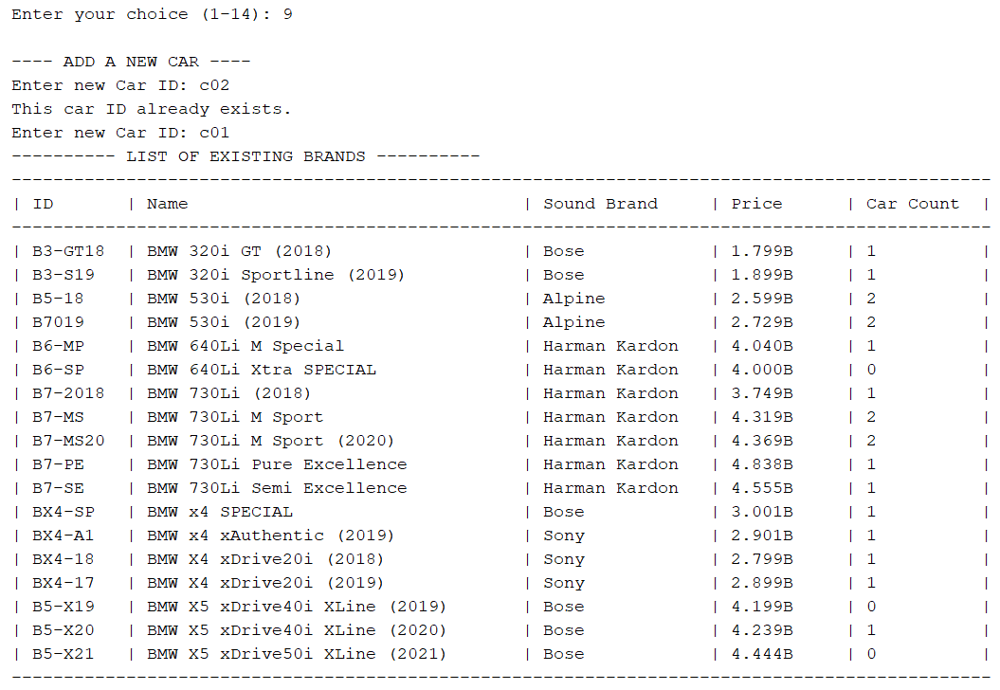 Enter your choice (1-14): 9
---- ADD A NEW CAR ----
Enter new Car ID: c02
This car ID already exists.
Enter new Car ID: c01
---------- LIST OF EXISTING BRANDS ----------
----------------------------------------------------------------------------------------------
| ID | Name | Sound Brand | Price | Car Count |
----------------------------------------------------------------------------------------------
| B3-GT18 | BMW 320i GT (2018) | Bose | 1.799B | 1 |
| B3-S19 | BMW 320i Sportline (2019) | Bose | 1.899B | 1 |
| B5-18 | BMW 530i (2018) | Alpine | 2.599B | 2 |
| B7019 | BMW 530i (2019) | Alpine | 2.729B | 2 |
| B6-MP | BMW 640Li M Special | Harman Kardon | 4.040B | 1 |
| B6-SP | BMW 640Li Xtra SPECIAL | Harman Kardon | 4.000B | 0 |
| B7-2018 | BMW 730Li (2018) | Harman Kardon | 3.749B | 1 |
| B7-MS | BMW 730Li M Sport | Harman Kardon | 4.319B | 2 |
| B7-MS20 | BMW 730Li M Sport (2020) | Harman Kardon | 4.369B | 2 |
| B7-PE | BMW 730Li Pure Excellence | Harman Kardon | 4.838B | 1 |
| B7-SE | BMW 730Li Semi Excellence | Harman Kardon | 4.555B | 1 |
| BX4-SP | BMW x4 SPECIAL | Bose | 3.001B | 1 |
| BX4-A1 | BMW x4 xAuthentic (2019) | Sony | 2.901B | 1 |
| BX4-18 | BMW X4 xDrive20i (2018) | Sony | 2.799B | 1 |
| BX4-17 | BMW X4 xDrive20i (2019) | Sony | 2.899B | 1 |
| B5-X19 | BMW X5 xDrive40i XLine (2019) | Bose | 4.199B | 0 |
| B5-X20 | BMW X5 xDrive40i XLine (2020) | Bose | 4.239B | 1 |
| B5-X21 | BMW X5 xDrive50i XLine (2021) | Bose | 4.444B | 0 |
----------------------------------------------------------------------------------------------